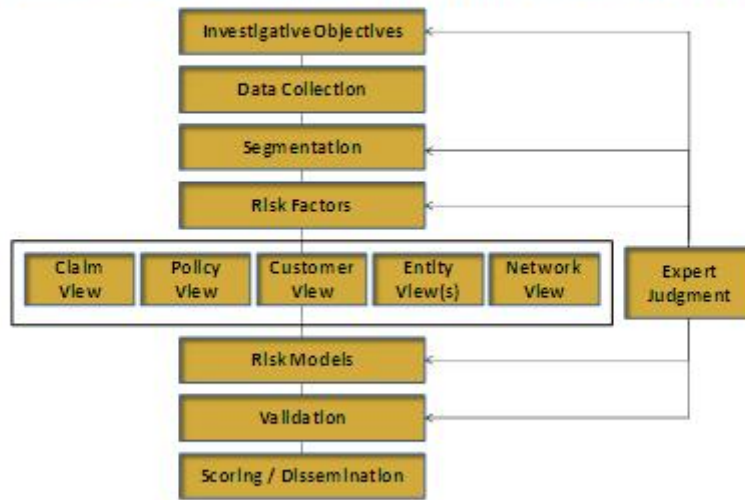 Investigative Objectives
Data Collection
Segmentation
Risk Factors
Claim
View
Policy
View
Customer
View
Entity
View(s)
Network
View
Expert
Judgment
Risk Models
Validation
Scoring / Dissemination